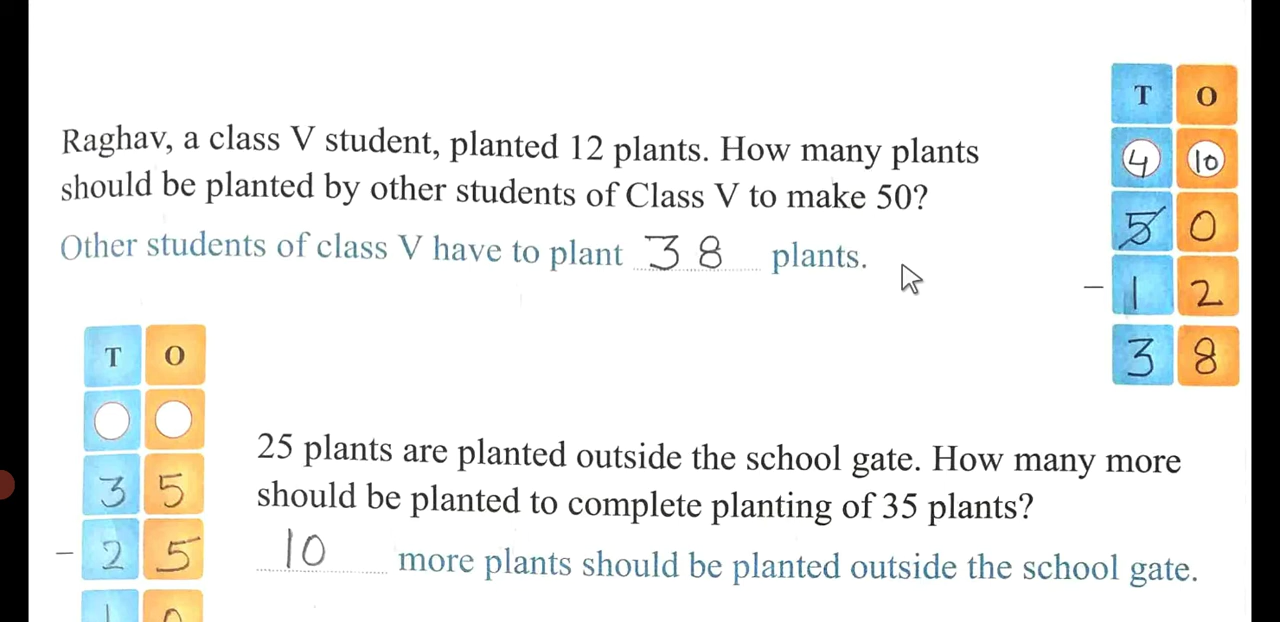 Raghav, a class V student, planted 12 plants. How many plants
should be planted by other students of Class V to make 50?
Other students of class V have to plant 38 plants.
T O
4 10
5 0
- 1 2
3 8
T O
3 5
- 2 5
1 0
25 plants are planted outside the school gate. How many more
should be planted to complete planting of 35 plants?
10 more plants should be planted outside the school gate.